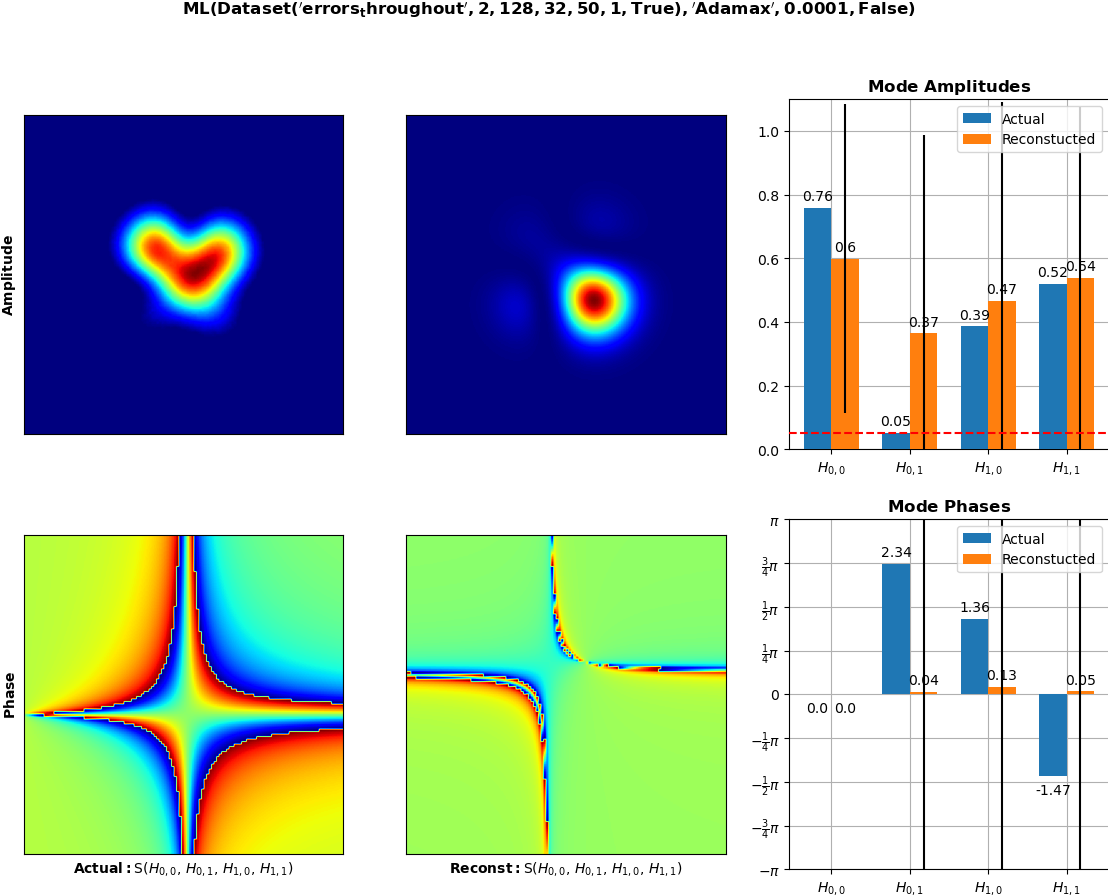 ML(Dataset('errors_throughout', 2, 128, 32, 50, 1, True), 'Adamax', 0.0001, False)
Mode Amplitudes
Actual
Reconstucted
1.0
0.8
0.6
0.4
0.2
0.0
0.76
0.6
0.05
0.37
0.39
0.47
0.52
0.54
H0,0
H0,1
H1,0
H1,1
Amplitude
Mode Phases
Actual
Reconstucted
π
3/4π
1/2π
1/4π
0
−1/4π
−1/2π
−3/4π
−π
0.0
0.0
2.34
0.04
1.36
0.13
-1.47
0.05
H0,0
H0,1
H1,0
H1,1
Phase
Actual: S(H0,0, H0,1, H1,0, H1,1)
Reconst: S(H0,0, H0,1, H1,0, H1,1)